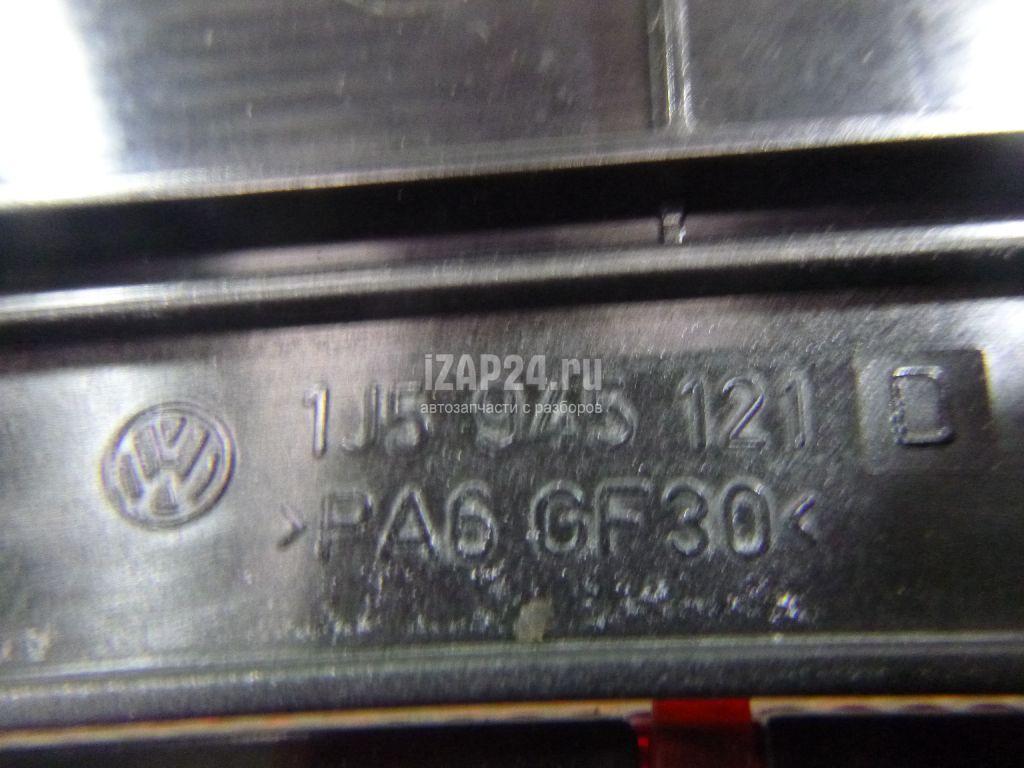 iZAP24.ru
автозапчасти с разборов
1J5 945 121 D
>PA6 GF30<